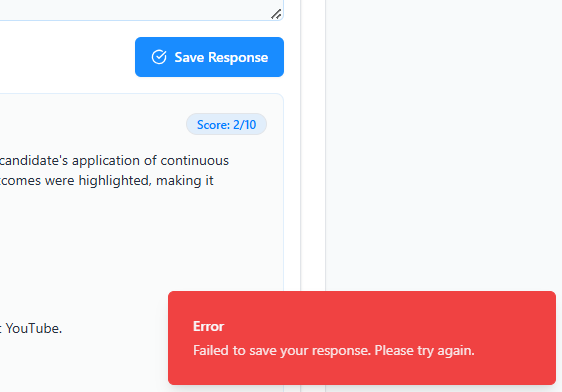 Save Response
Score: 2/10
candidate's application of continuous
comes were highlighted, making it
YouTube.
Error
Failed to save your response. Please try again.